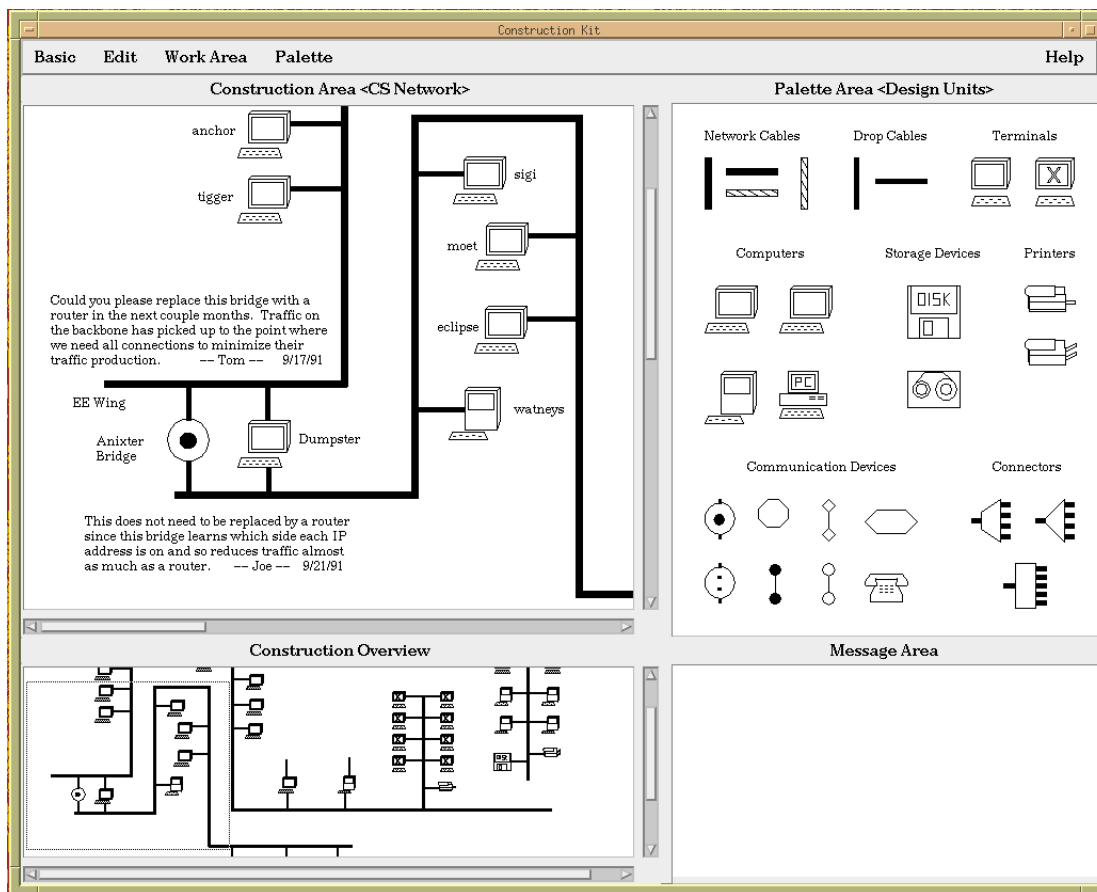 Construction Kit
Basic Edit Work Area Palette Help
Construction Area <CS Network>
anchor
tigger
sigi
moet
eclipse
watneys
Could you please replace this bridge with a
router in the next couple months. Traffic on
the backbone has picked up to the point where
we need all connections to minimize their
traffic production. -- Tom -- 9/17/91
EE Wing
Anixter
Bridge
Dumpster
This does not need to be replaced by a router
since this bridge learns which side each IP
address is on and so reduces traffic almost
as much as a router. -- Joe -- 9/21/91
Palette Area <Design Units>
Network Cables
Drop Cables
Terminals
X
Computers
Storage Devices
Printers
DISK
PC
Communication Devices
Connectors
Construction Overview
Message Area